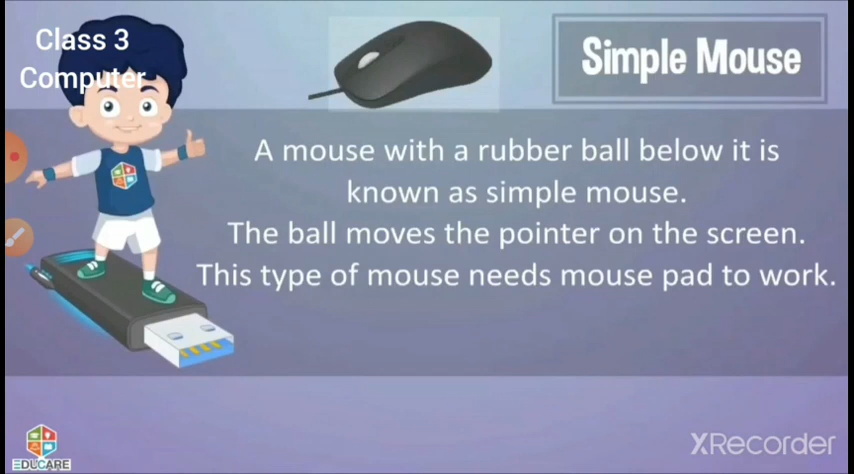 Class 3
Computer
Simple Mouse
A mouse with a rubber ball below it is
known as simple mouse.
The ball moves the pointer on the screen.
This type of mouse needs mouse pad to work.
EDUCARE
XRecorder